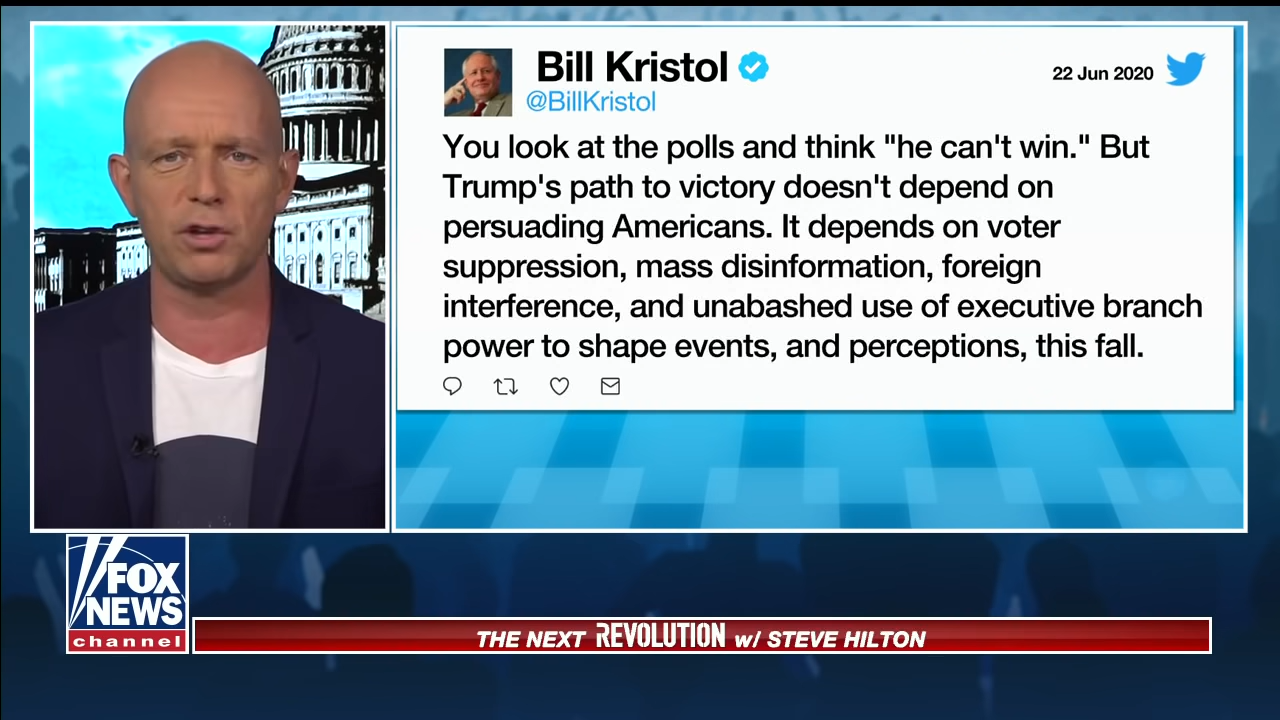 Bill Kristol
22 Jun 2020
@BillKristol
You look at the polls and think "he can't win." But
Trump's path to victory doesn't depend on
persuading Americans. It depends on voter
suppression, mass disinformation, foreign
interference, and unabashed use of executive branch
power to shape events, and perceptions, this fall.
FOX
NEWS
channel
THE NEXT REVOLUTION w/ STEVE HILTON